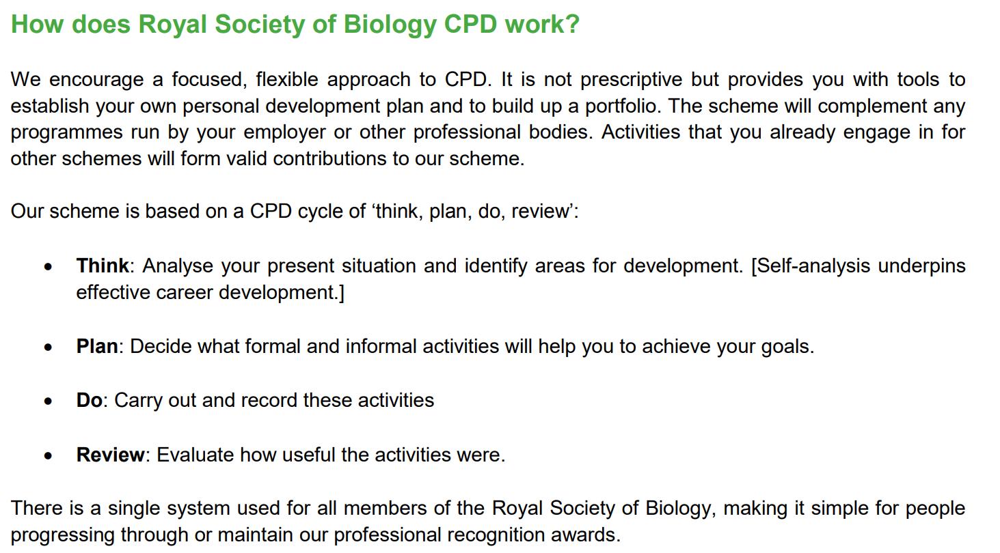 How does Royal Society of Biology CPD work?
We encourage a focused, flexible approach to CPD. It is not prescriptive but provides you with tools to
establish your own personal development plan and to build up a portfolio. The scheme will complement any
programmes run by your employer or other professional bodies. Activities that you already engage in for
other schemes will form valid contributions to our scheme.
Our scheme is based on a CPD cycle of ‘think, plan, do, review’:
• Think: Analyse your present situation and identify areas for development. [Self-analysis underpins
effective career development.]
• Plan: Decide what formal and informal activities will help you to achieve your goals.
• Do: Carry out and record these activities
• Review: Evaluate how useful the activities were.
There is a single system used for all members of the Royal Society of Biology, making it simple for people
progressing through or maintain our professional recognition awards.